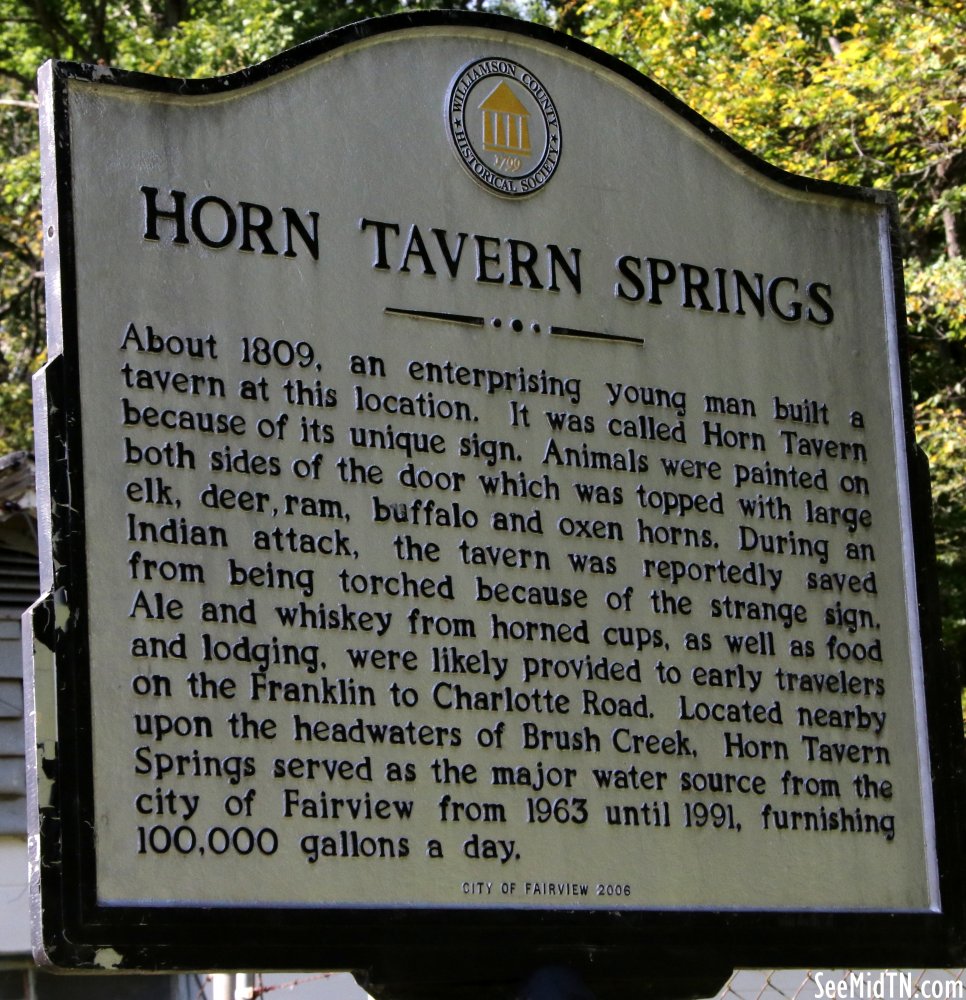 WILLIAMSON COUNTY
1799
HISTORICAL SOCIETY
HORN TAVERN SPRINGS
About 1809, an enterprising young man built a
tavern at this location. It was called Horn Tavern
because of its unique sign. Animals were painted on
both sides of the door which was topped with large
elk, deer, ram, buffalo and oxen horns. During an
Indian attack, the tavern was reportedly saved
from being torched because of the strange sign.
Ale and whiskey from horned cups, as well as food
and lodging, were likely provided to early travelers
on the Franklin to Charlotte Road. Located nearby
upon the headwaters of Brush Creek, Horn Tavern
Springs served as the major water source from the
city of Fairview from 1963 until 1991, furnishing
100,000 gallons a day.
CITY OF FAIRVIEW 2006
SeeMidTN.com